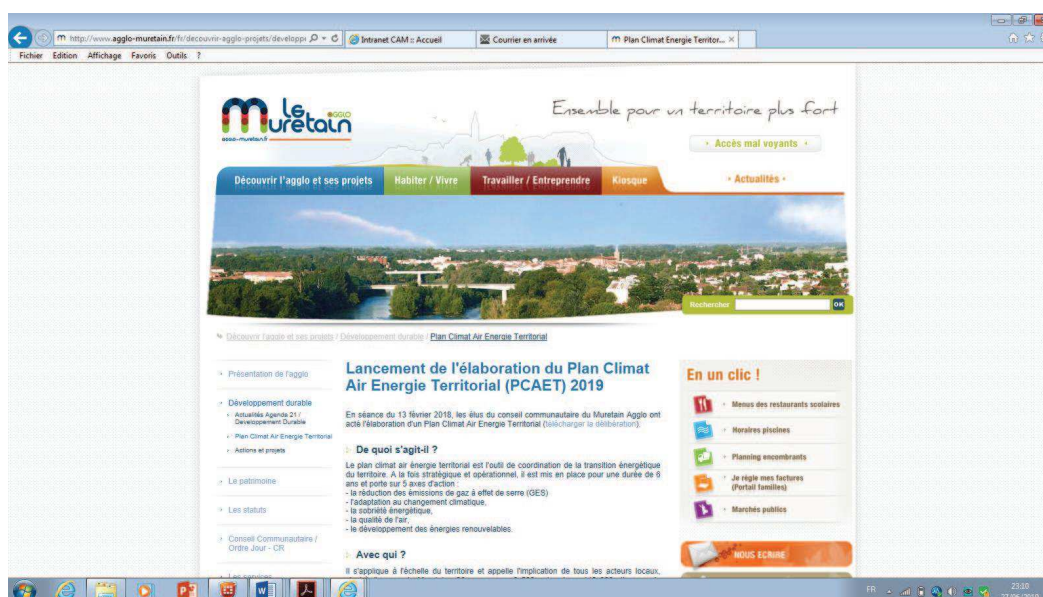 http://www.agglo-muretain.fr/fr/decouvrir-agglo-projets/developpe
Intranet CAM :: Accueil
Courrier en arrivée
Plan Climat Energie Territor...
Fichier Edition Affichage Favoris Outils ?
le muretain AGGLO
agglo-muretain.fr
Ensemble pour un territoire plus fort
Accès mal voyants
Découvrir l'agglo et ses projets
Habiter / Vivre
Travailler / Entreprendre
Kiosque
Actualités
Rechercher
OK
Découvrir l'agglo et ses projets / Développement durable / Plan Climat Air Energie Territorial
Présentation de l'agglo
Développement durable
Actualités Agenda 21 /
Developpement Durable
Plan Climat Air Energie Territorial
Actions et projets
Le patrimoine
Les statuts
Conseil Communautaire /
Ordre Jour - CR
Les services
Lancement de l'élaboration du Plan Climat
Air Energie Territorial (PCAET) 2019
En séance du 13 février 2018, les élus du conseil communautaire du Muretain Agglo ont
acté l'élaboration d'un Plan Climat Air Energie Territorial (télécharger la délibération).
De quoi s'agit-il ?
Le plan climat air énergie territorial est l'outil de coordination de la transition énergétique
du territoire. A la fois stratégique et opérationnel, il est mis en place pour une durée de 6
ans et porte sur 5 axes d'action :
- la réduction des émissions de gaz à effet de serre (GES)
- l'adaptation au changement climatique,
- la sobriété énergétique,
- la qualité de l'air,
- le développement des énergies renouvelables.
Avec qui ?
Il s'applique à l'échelle du territoire et appelle l'implication de tous les acteurs locaux,
En un clic !
Menus des restaurants scolaires
Horaires piscines
Planning encombrants
Je règle mes factures
(Portail familles)
Marchés publics
NOUS ECRIRE
FR
23:10